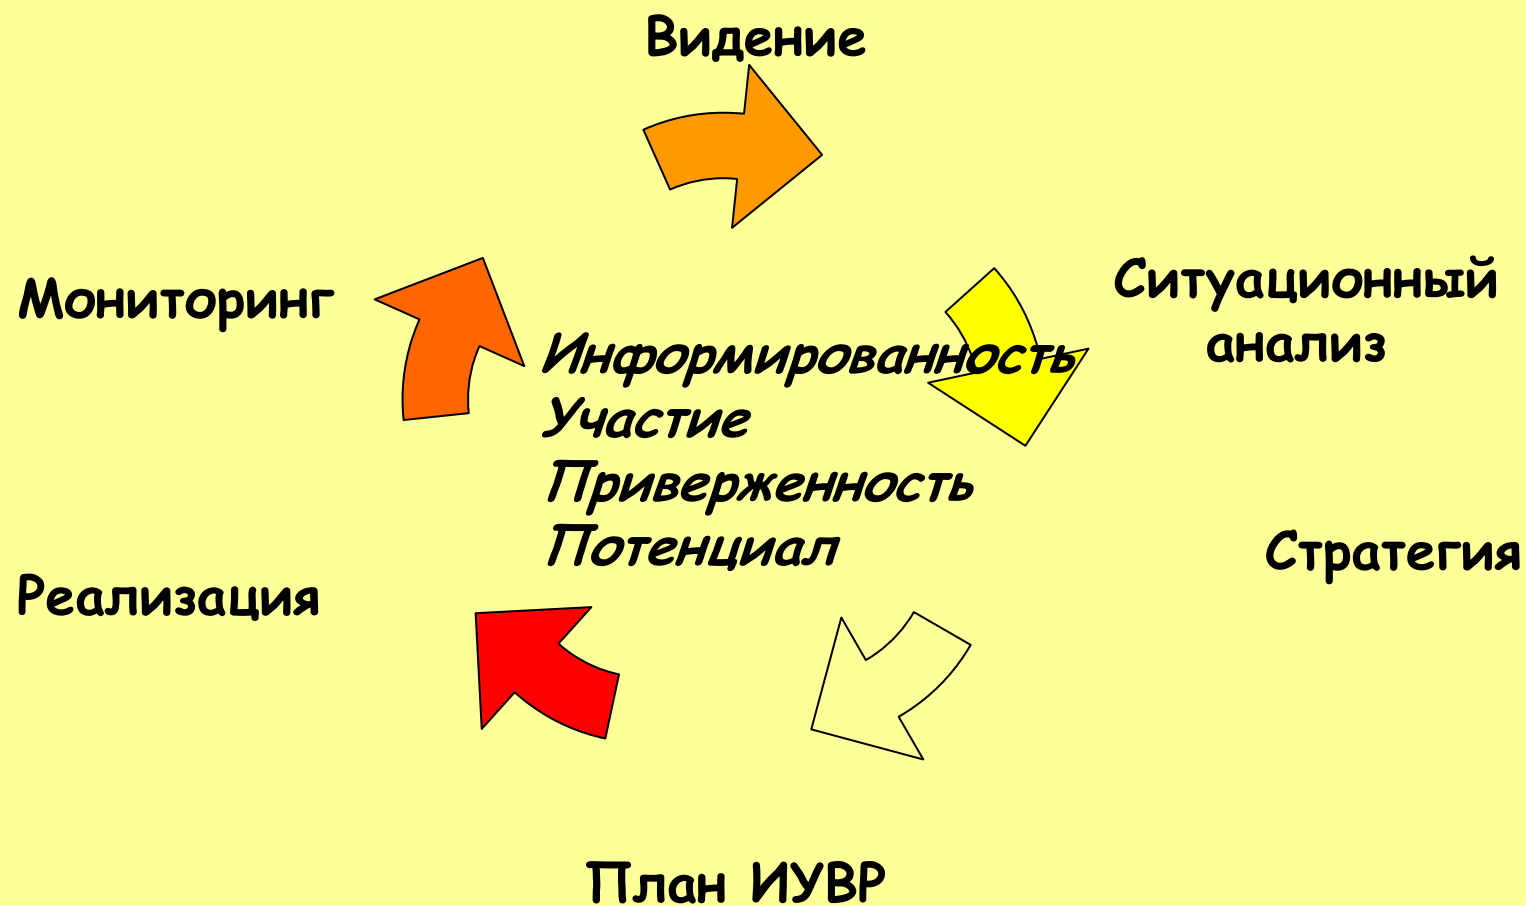 Видение
Мониторинг
Ситуационный
анализ
Информированность
Участие
Приверженность
Потенциал
Стратегия
Реализация
План ИУВР